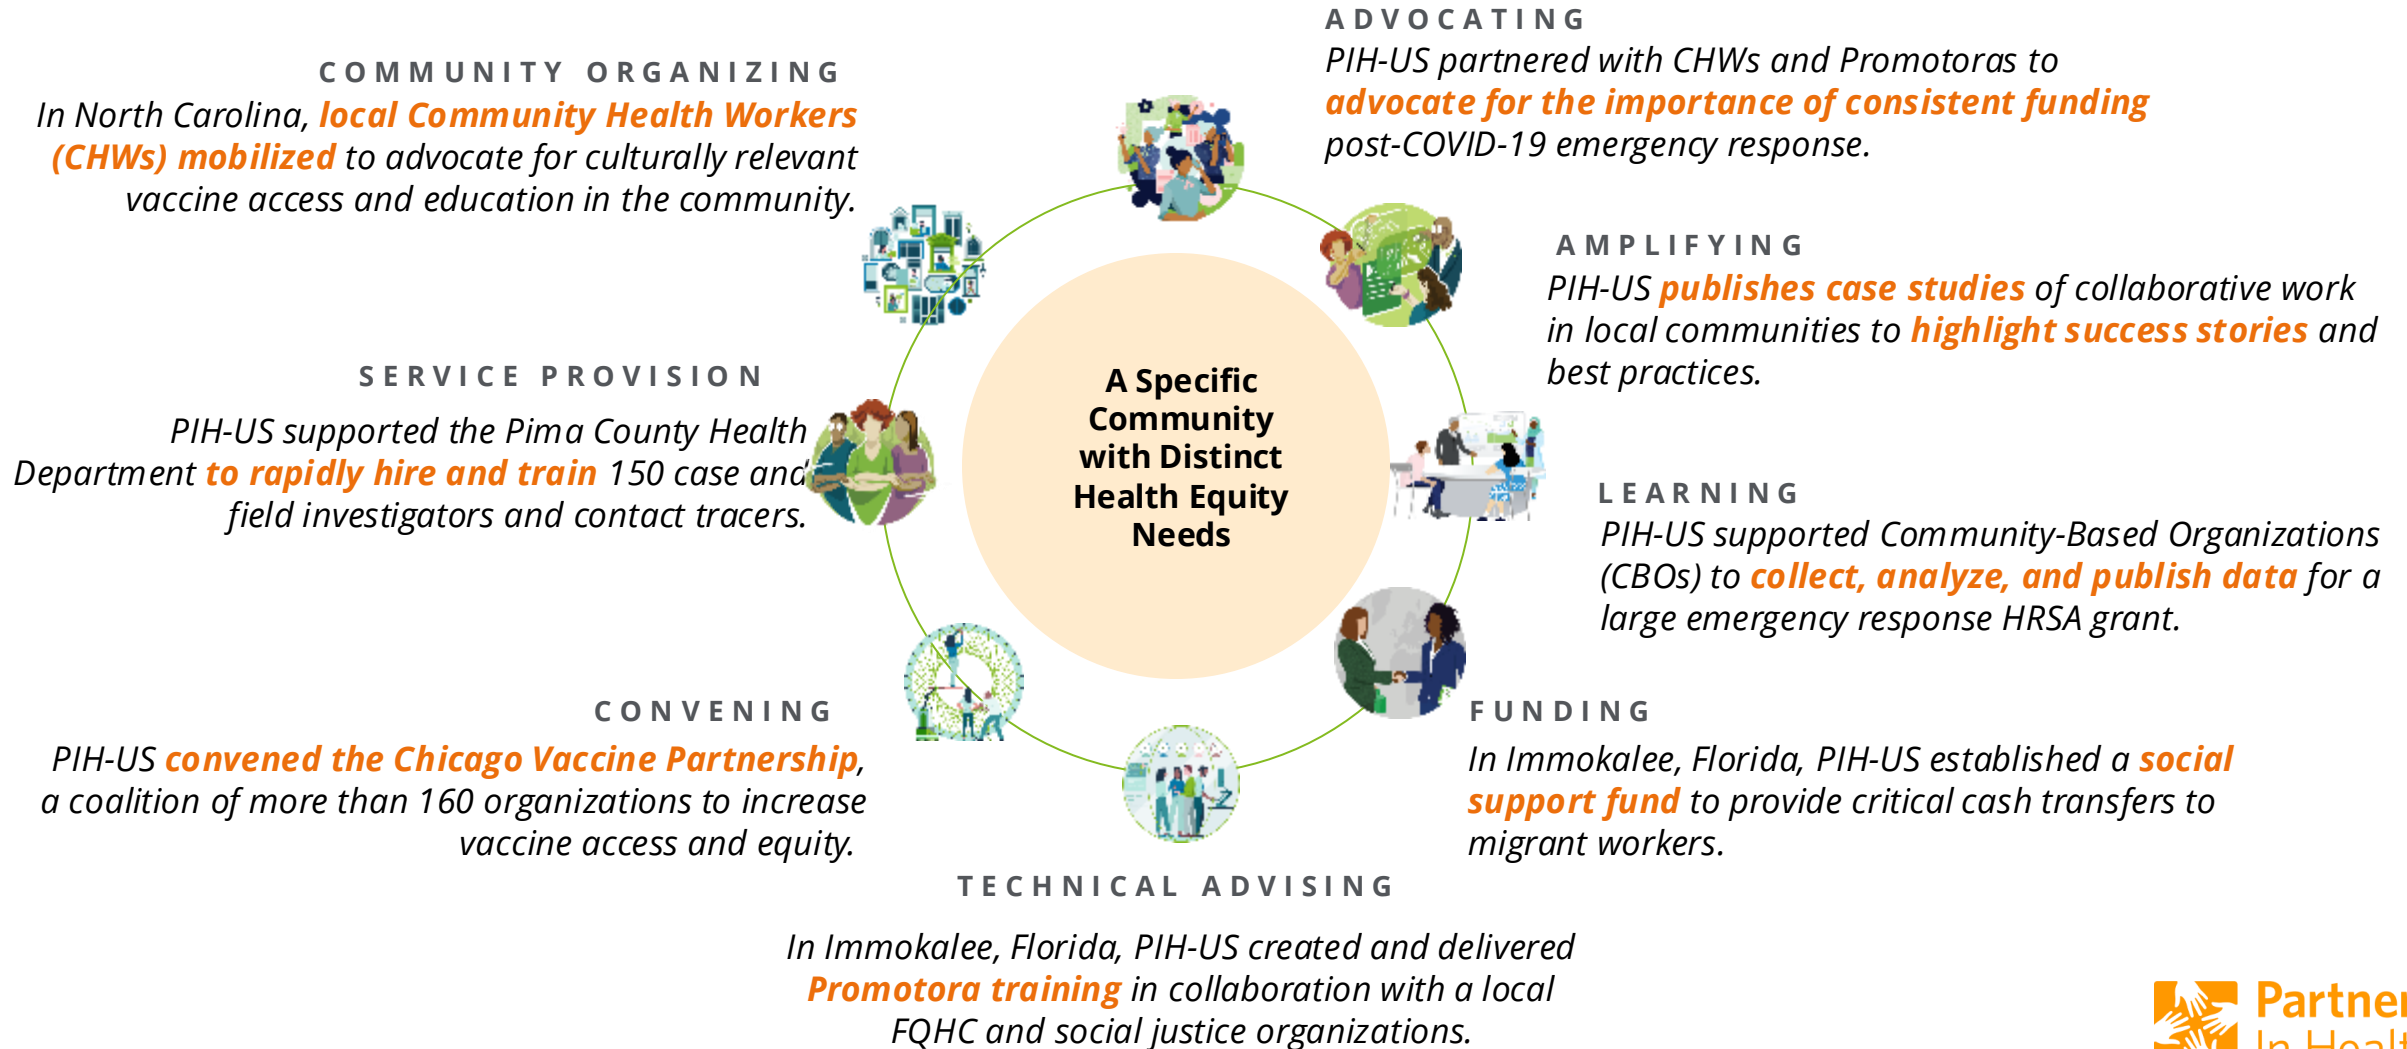 ADVOCATING
PIH-US partnered with CHWs and Promotoras to
advocate for the importance of consistent funding
post-COVID-19 emergency response.
COMMUNITY ORGANIZING
In North Carolina, local Community Health Workers
(CHWs) mobilized to advocate for culturally relevant
vaccine access and education in the community.
AMPLIFYING
PIH-US publishes case studies of collaborative work
in local communities to highlight success stories and
best practices.
SERVICE PROVISION
PIH-US supported the Pima County Health
Department to rapidly hire and train 150 case and
field investigators and contact tracers.
A Specific
Community
with Distinct
Health Equity
Needs
LEARNING
PIH-US supported Community-Based Organizations
(CBOs) to collect, analyze, and publish data for a
large emergency response HRSA grant.
CONVENING
PIH-US convened the Chicago Vaccine Partnership,
a coalition of more than 160 organizations to increase
vaccine access and equity.
FUNDING
In Immokalee, Florida, PIH-US established a social
support fund to provide critical cash transfers to
migrant workers.
TECHNICAL ADVISING
In Immokalee, Florida, PIH-US created and delivered
Promotora training in collaboration with a local
FQHC and social justice organizations.
Partner
In Healt